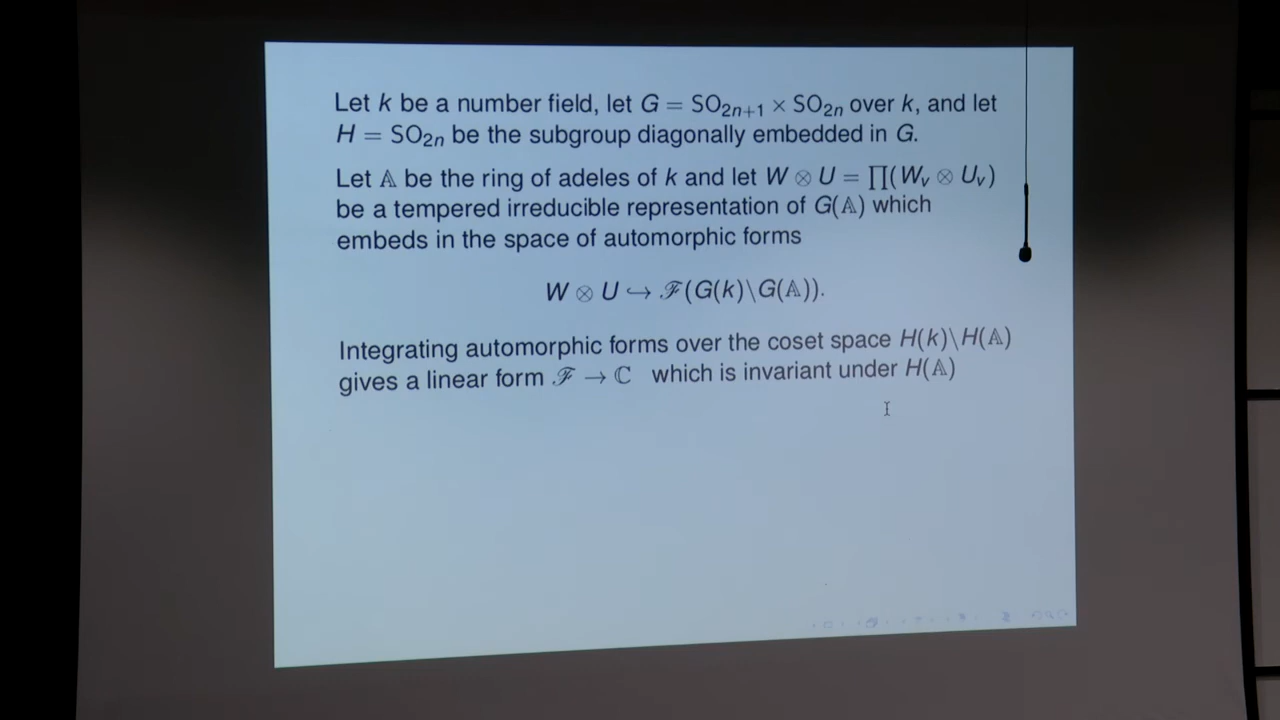 Let k be a number field, let G = SO₂ₙ₊₁ × SO₂ₙ over k, and let
H = SO₂ₙ be the subgroup diagonally embedded in G.
Let 𝔸 be the ring of adeles of k and let W ⊗ U = ∏(Wᵥ ⊗ Uᵥ)
be a tempered irreducible representation of G(𝔸) which
embeds in the space of automorphic forms
W ⊗ U ↪ ℱ(G(k)\G(𝔸)).
Integrating automorphic forms over the coset space H(k)\H(𝔸)
gives a linear form ℱ → ℂ which is invariant under H(𝔸)